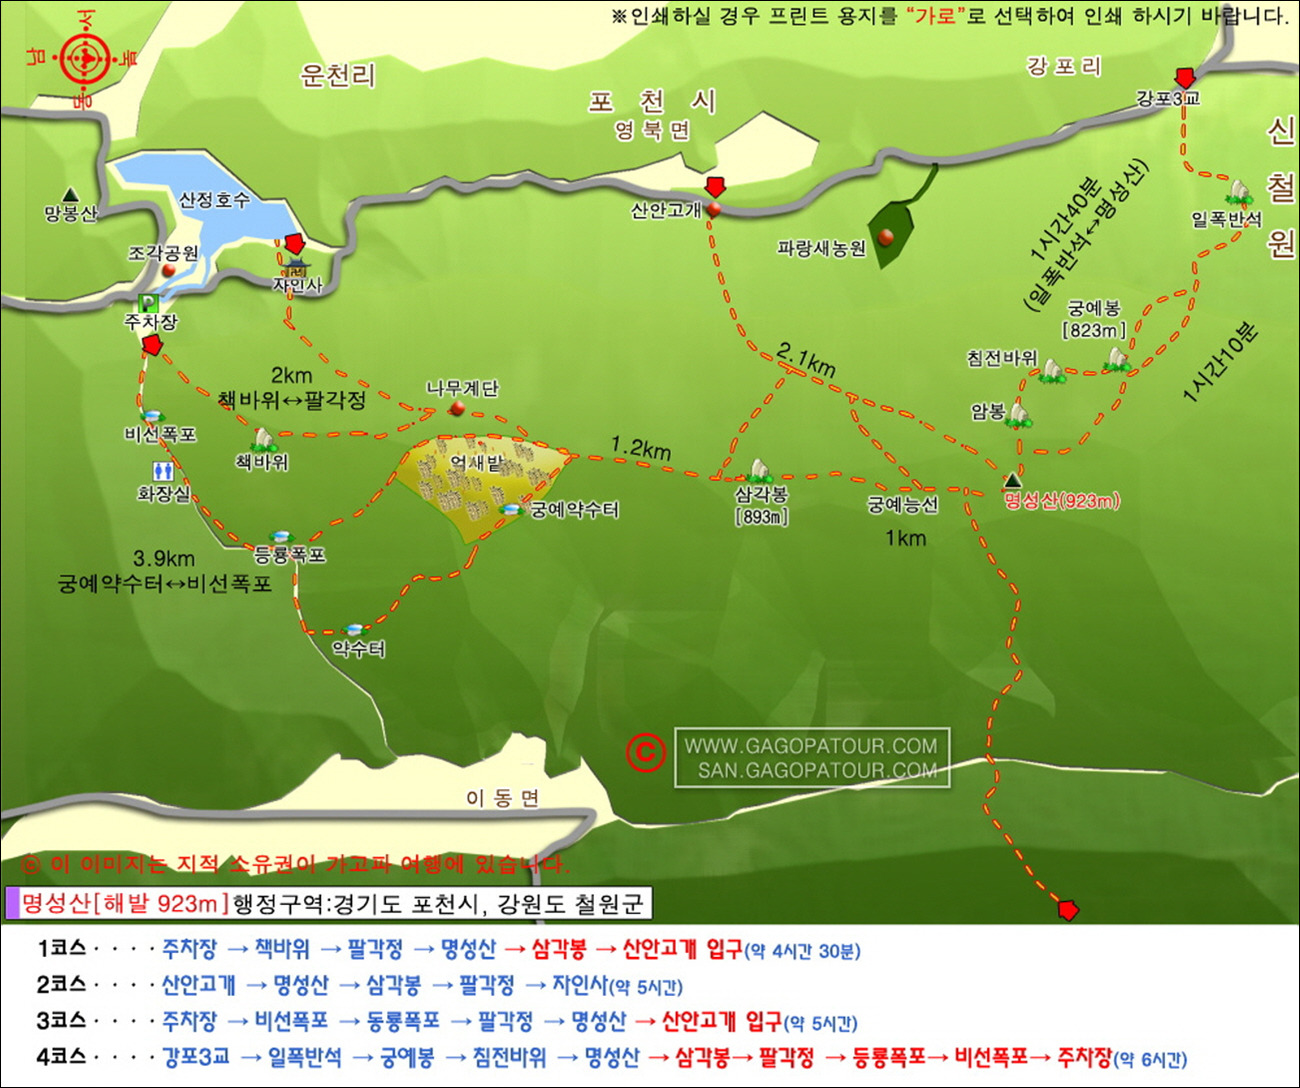 ※인쇄하실 경우 프린트 용지를 “가로”로 선택하여 인쇄 하시기 바랍니다.
서
남
북
동
운천리
강포리
포 천 시
영북면
강포3교
신철원
망봉산
산정호수
산안고개
일폭반석
조각공원
파랑새농원
1시간40분
(일폭반석↔명성산)
자인사
주차장
궁예봉
[823m]
침전바위
1시간10분
2.1km
2km
책바위↔팔각정
나무계단
암봉
비선폭포
책바위
억새밭
1.2km
화장실
삼각봉
[893m]
궁예능선
명성산(923m)
궁예약수터
1km
등룡폭포
3.9km
궁예약수터↔비선폭포
약수터
ⓒ
WWW.GAGOPATOUR.COM
SAN.GAGOPATOUR.COM
이동면
ⓒ 이 이미지는 지적 소유권이 가고파 여행에 있습니다.
명성산[해발 923m]행정구역:경기도 포천시, 강원도 철원군
1코스 · · · · 주차장 → 책바위 → 팔각정 → 명성산 → 삼각봉 → 산안고개 입구(약 4시간 30분)
2코스 · · · · 산안고개 → 명성산 → 삼각봉 → 팔각정 → 자인사(약 5시간)
3코스 · · · · 주차장 → 비선폭포 → 동룡폭포 → 팔각정 → 명성산 → 산안고개 입구(약 5시간)
4코스 · · · · 강포3교 → 일폭반석 → 궁예봉 → 침전바위 → 명성산 → 삼각봉→ 팔각정 → 등룡폭포→ 비선폭포→ 주차장(약 6시간)